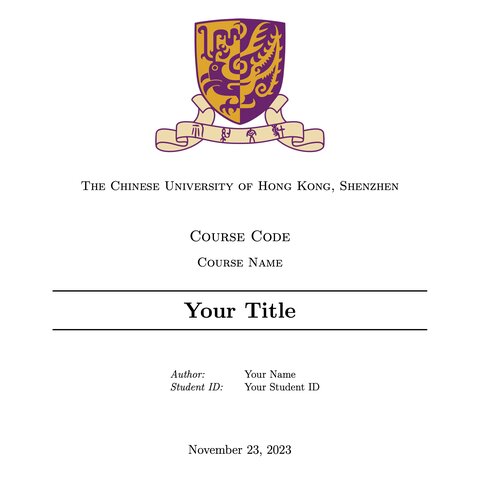 The Chinese University of Hong Kong, Shenzhen
Course Code
Course Name
Your Title
Author: Your Name
Student ID: Your Student ID
November 23, 2023